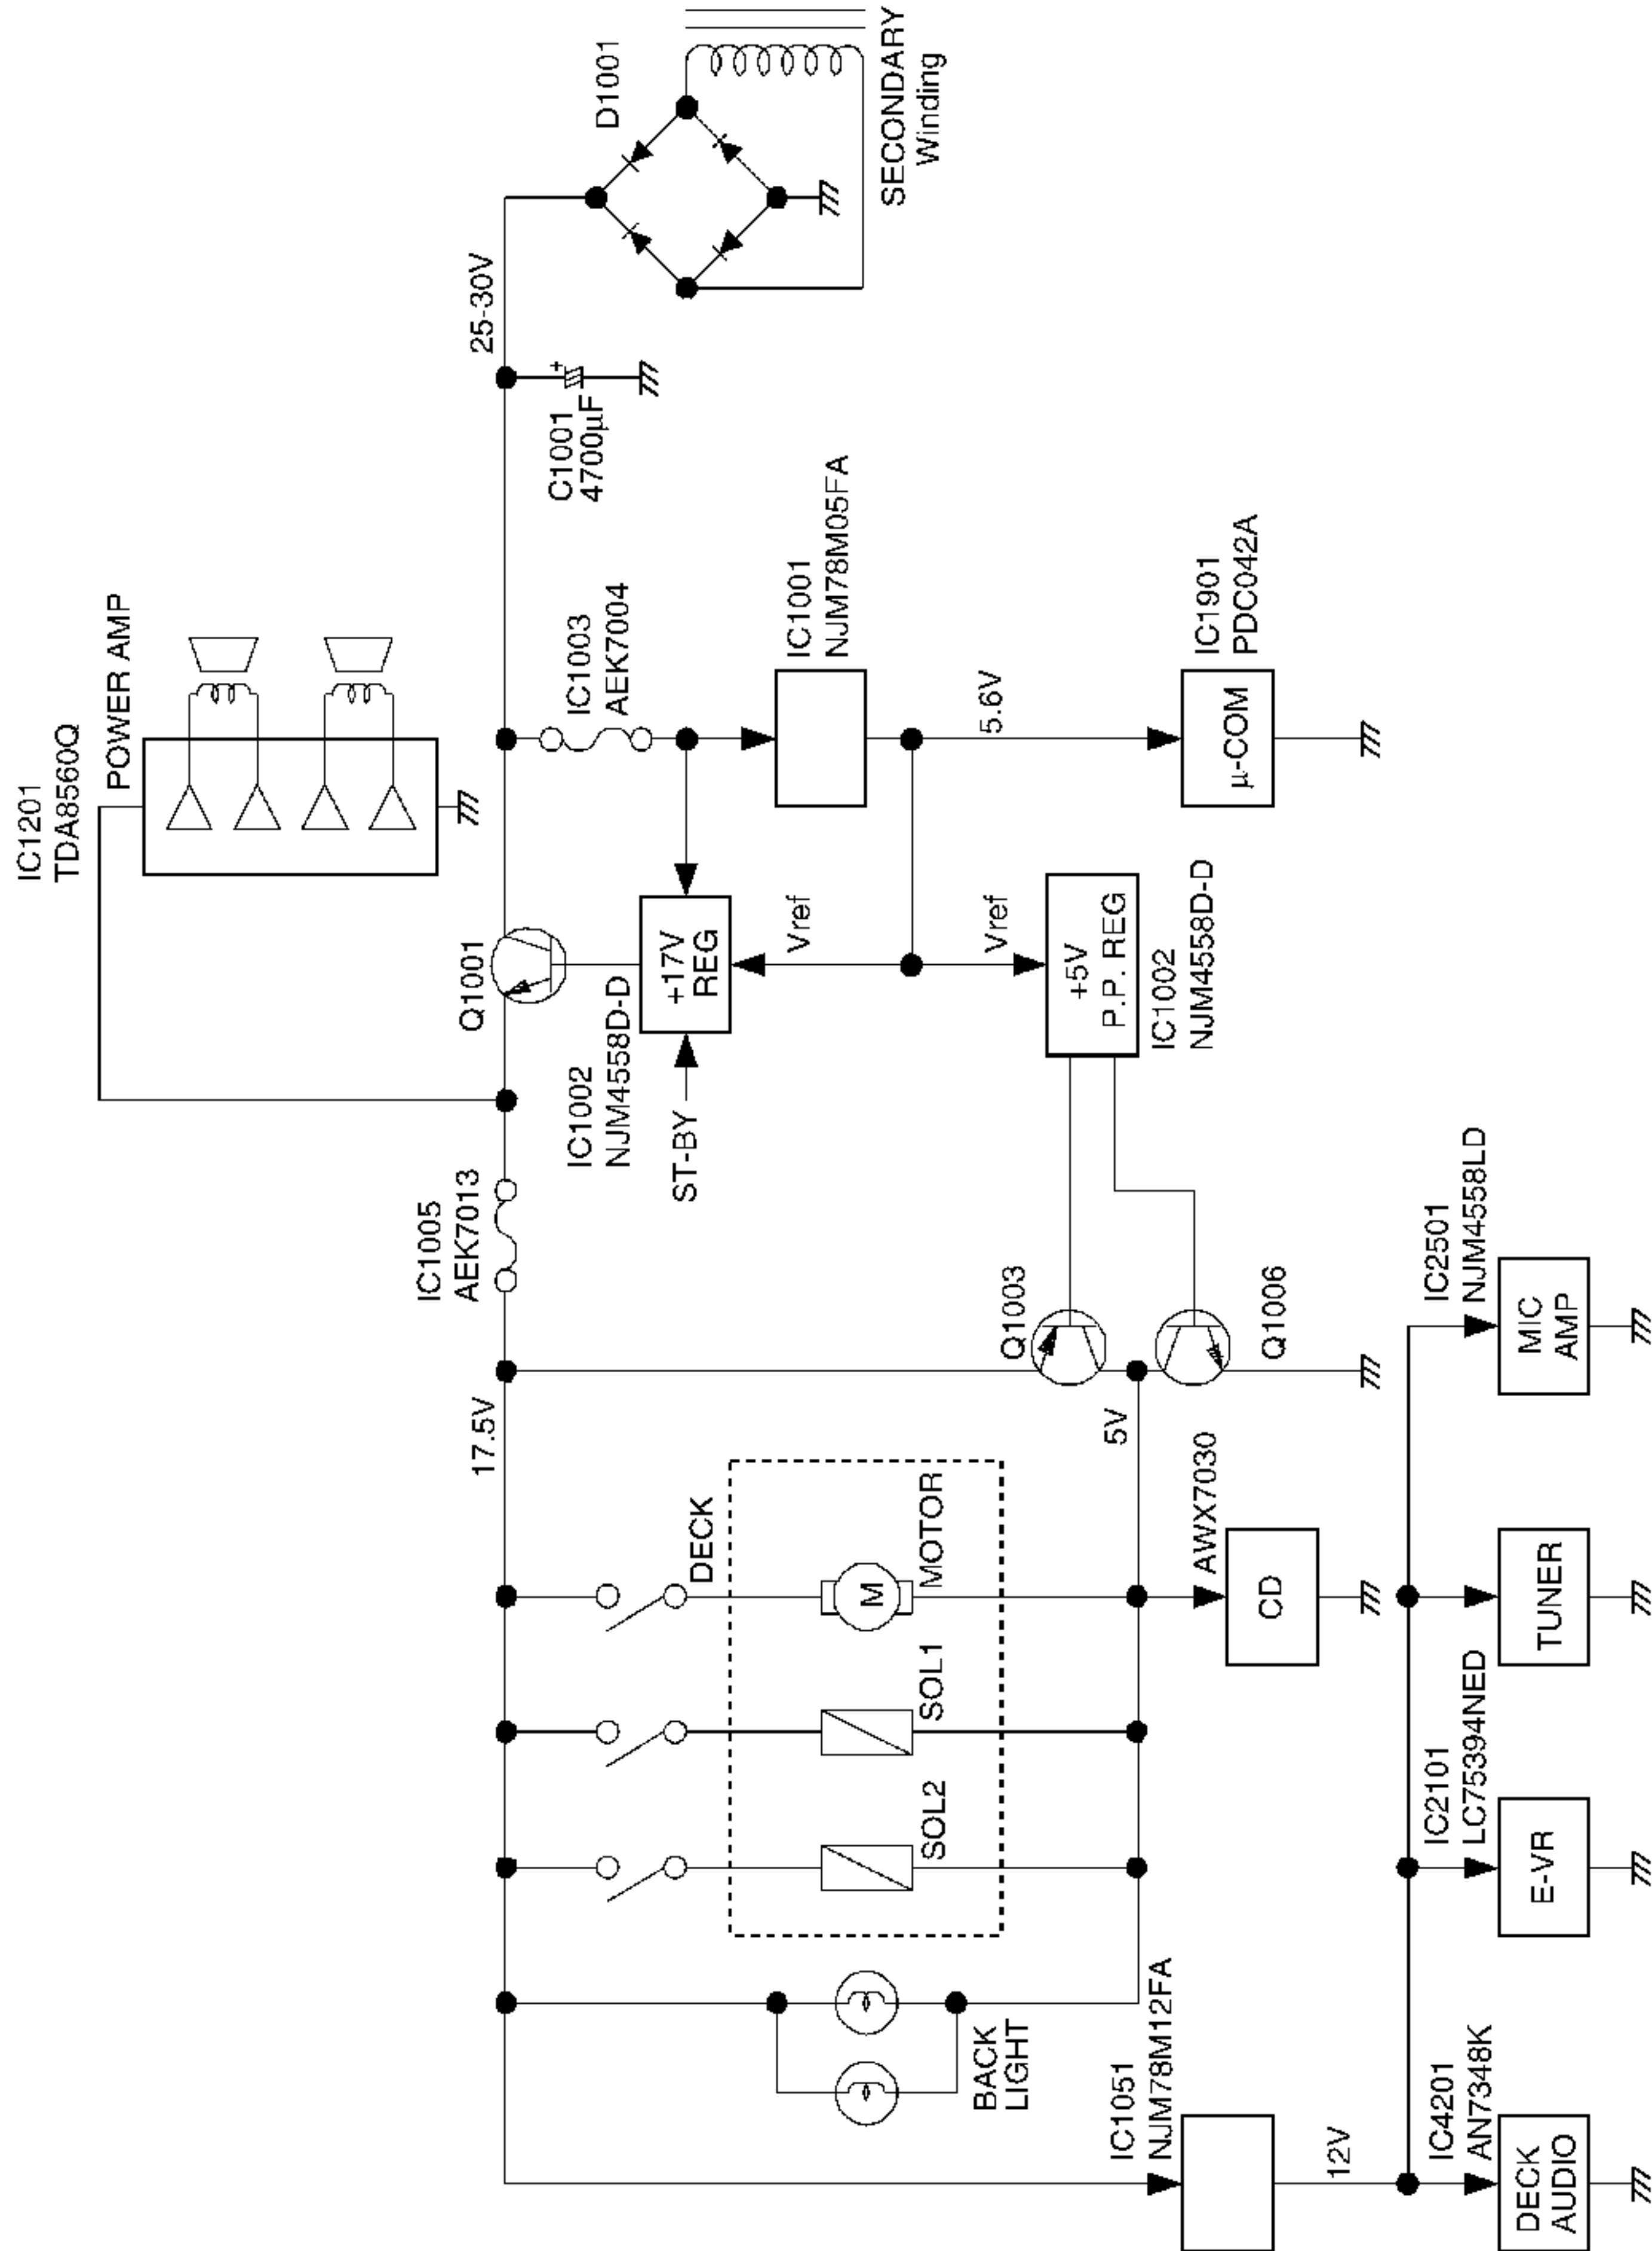 IC1201
TDA8560Q
POWER AMP
D1001
SECONDARY
Winding
25-30V
C1001
4700µF
IC1003
AEK7004
IC1001
NJM78M05FA
5.6V
IC1901
PDC042A
µ-COM
Q1001
+17V
REG
IC1002
NJM4558D-D
ST-BY
Vref
Vref
+5V
P.P. REG
IC1002
NJM4558D-D
IC1005
AEK7013
17.5V
Q1003
Q1006
5V
DECK
M
MOTOR
SOL1
SOL2
BACK
LIGHT
AWX7030
CD
IC1051
NJM78M12FA
12V
IC4201
AN7348K
DECK
AUDIO
IC2101
LC75394NED
E-VR
TUNER
IC2501
NJM4558LD
MIC
AMP